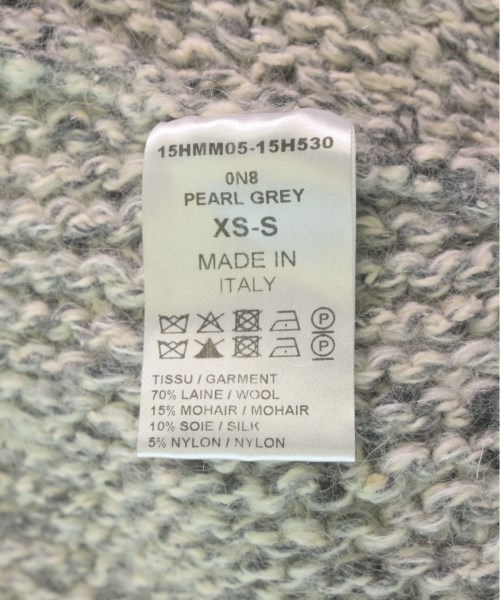 15HMM05-15H530
0N8
PEARL GREY
XS-S
MADE IN
ITALY
P
P
TISSU / GARMENT
70% LAINE / WOOL
15% MOHAIR / MOHAIR
10% SOIE / SILK
5% NYLON / NYLON